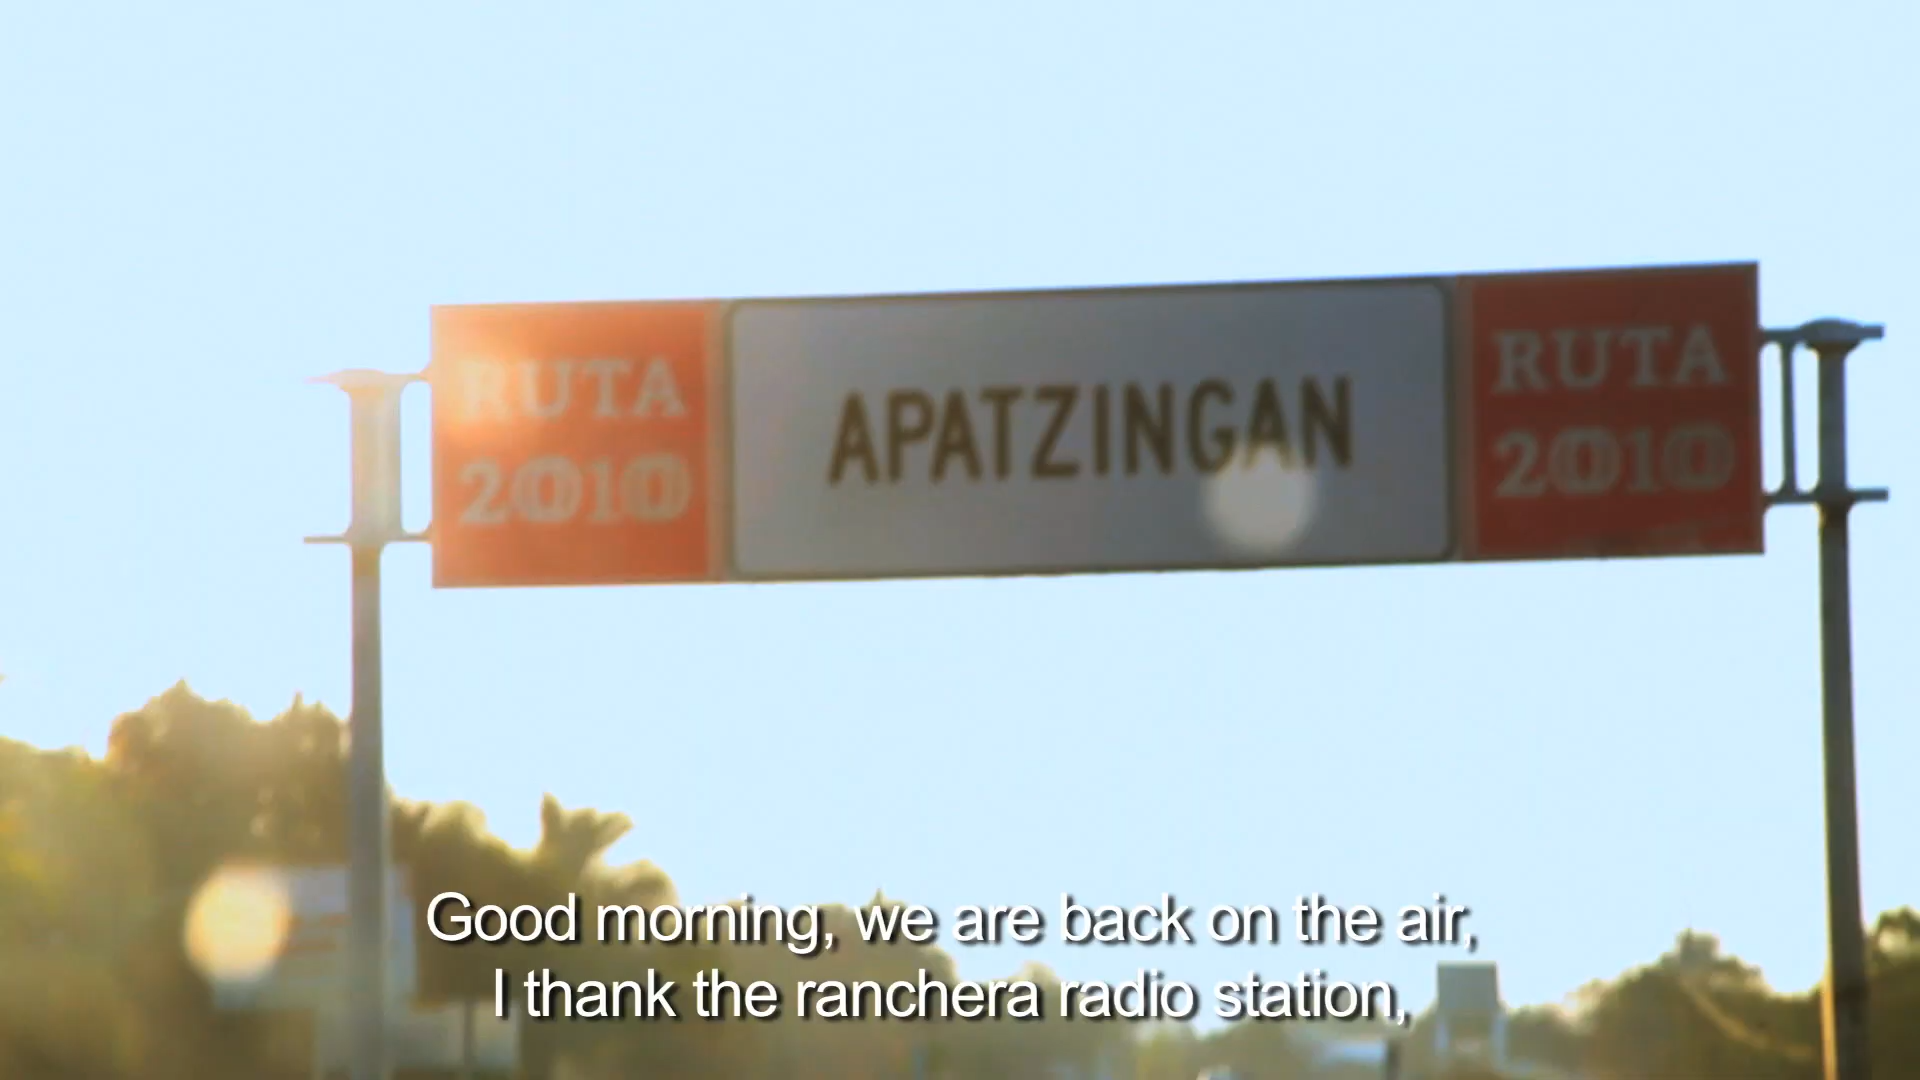 RUTA
2010
APATZINGAN
RUTA
2010
Good morning, we are back on the air,
I thank the ranchera radio station,